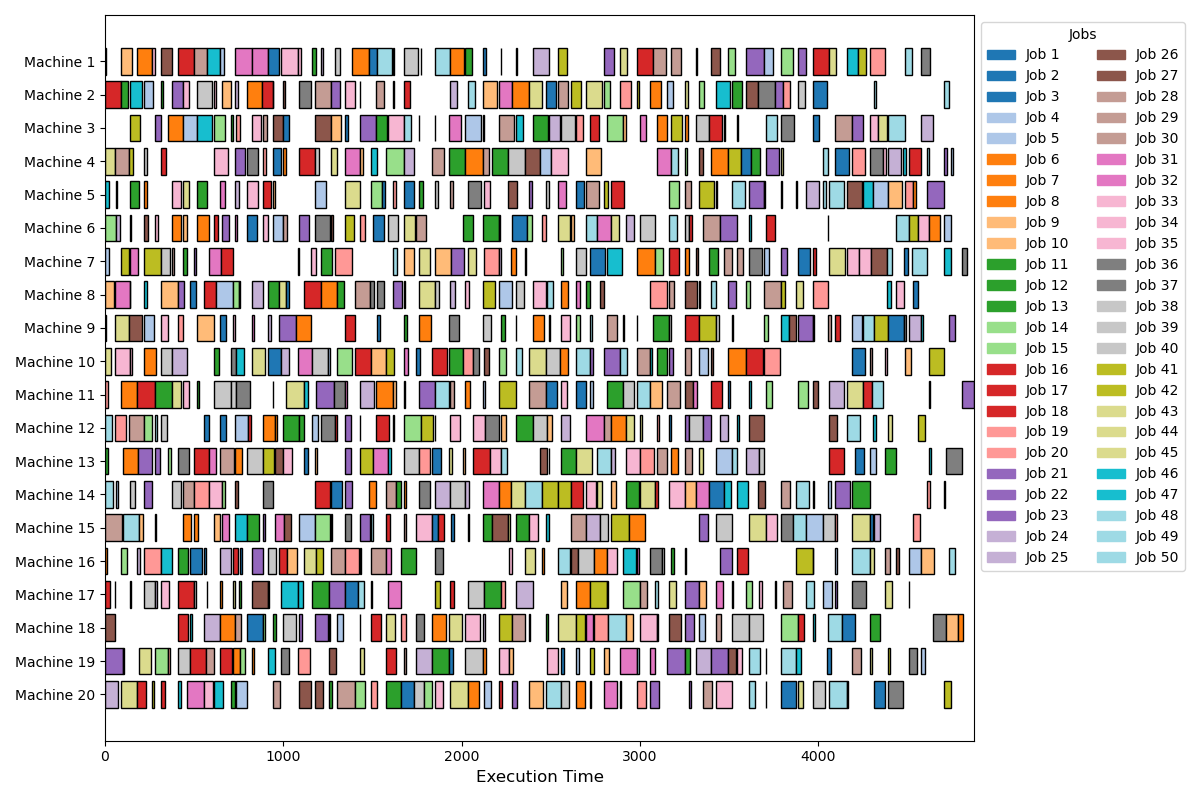 Machine 1
Machine 2
Machine 3
Machine 4
Machine 5
Machine 6
Machine 7
Machine 8
Machine 9
Machine 10
Machine 11
Machine 12
Machine 13
Machine 14
Machine 15
Machine 16
Machine 17
Machine 18
Machine 19
Machine 20
0 1000 2000 3000 4000
Execution Time
Jobs
Job 1
Job 2
Job 3
Job 4
Job 5
Job 6
Job 7
Job 8
Job 9
Job 10
Job 11
Job 12
Job 13
Job 14
Job 15
Job 16
Job 17
Job 18
Job 19
Job 20
Job 21
Job 22
Job 23
Job 24
Job 25
Job 26
Job 27
Job 28
Job 29
Job 30
Job 31
Job 32
Job 33
Job 34
Job 35
Job 36
Job 37
Job 38
Job 39
Job 40
Job 41
Job 42
Job 43
Job 44
Job 45
Job 46
Job 47
Job 48
Job 49
Job 50